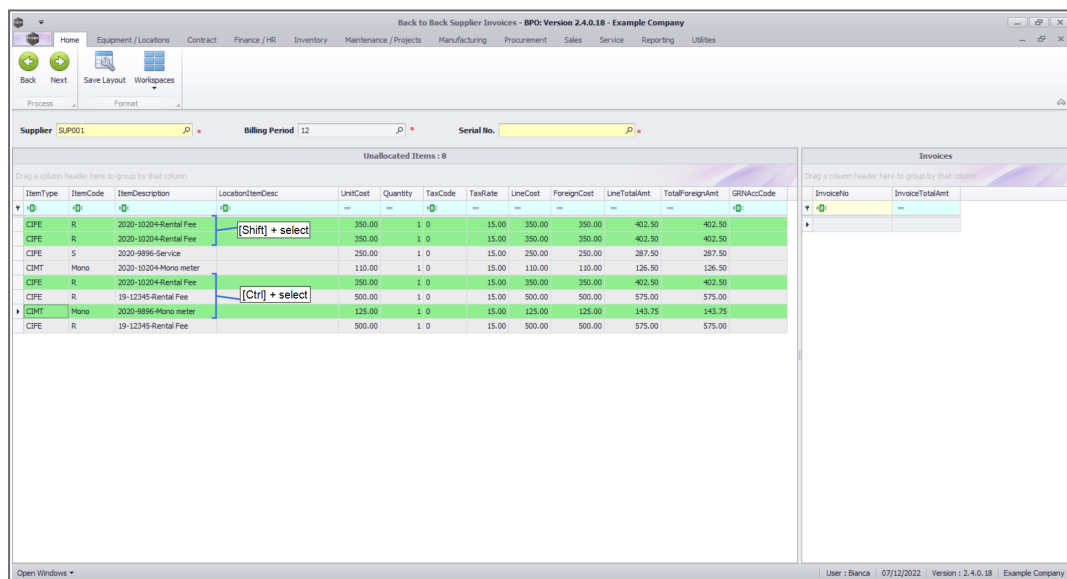 Back to Back Supplier Invoices - BPO: Version 2.4.0.18 - Example Company
Home Equipment / Locations Contract Finance / HR Inventory Maintenance / Projects Manufacturing Procurement Sales Service Reporting Utilities
Back Next Save Layout Workspaces
Process Format
Supplier SUP001 * Billing Period 12 * Serial No. *
Unallocated Items : 8 Invoices
Drag a column header here to group by that column Drag a column header here to group by that column
ItemType ItemCode ItemDescription LocationItemDesc UnitCost Quantity TaxCode TaxRate LineCost ForeignCost LineTotalAmt TotalForeignAmt GRNAccCode InvoiceNo InvoiceTotalAmt
CIFE R 2020-10204-Rental Fee 350.00 1 0 15.00 350.00 350.00 402.50 402.50
[Shift] + select
CIFE R 2020-10204-Rental Fee 350.00 1 0 15.00 350.00 350.00 402.50 402.50
CIFE S 2020-9896-Service 250.00 1 0 15.00 250.00 250.00 287.50 287.50
CIMT Mono 2020-10204-Mono meter 110.00 1 0 15.00 110.00 110.00 126.50 126.50
CIFE R 2020-10204-Rental Fee 350.00 1 0 15.00 350.00 350.00 402.50 402.50
CIFE R 19-12345-Rental Fee [Ctrl] + select 500.00 1 0 15.00 500.00 500.00 575.00 575.00
CIMT Mono 2020-9896-Mono meter 125.00 1 0 15.00 125.00 125.00 143.75 143.75
CIFE R 19-12345-Rental Fee 500.00 1 0 15.00 500.00 500.00 575.00 575.00
Open Windows User : Bianca 07/12/2022 Version : 2.4.0.18 Example Company